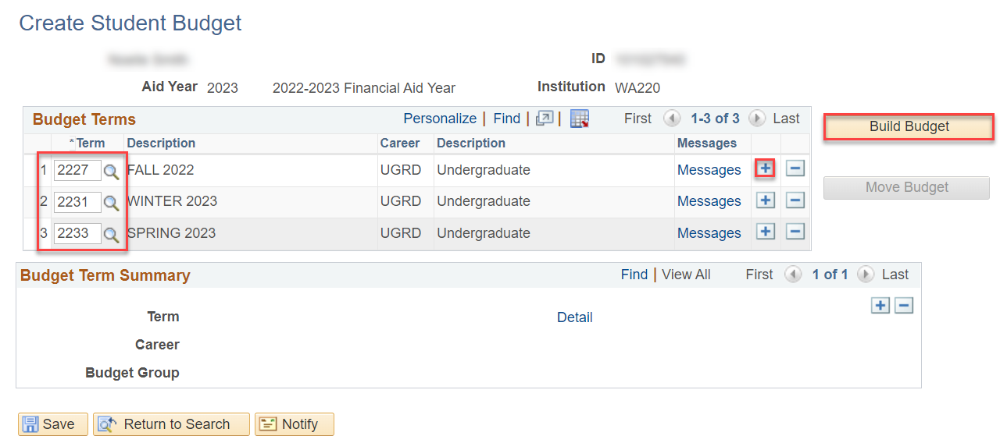 Create Student Budget
ID
Aid Year 2023 2022-2023 Financial Aid Year Institution WA220
Budget Terms Personalize | Find | | First 1-3 of 3 Last
Build Budget
*Term Description Career Description Messages
1 2227 FALL 2022 UGRD Undergraduate Messages
2 2231 WINTER 2023 UGRD Undergraduate Messages
Move Budget
3 2233 SPRING 2023 UGRD Undergraduate Messages
Budget Term Summary Find | View All First 1 of 1 Last
Term Detail
Career
Budget Group
Save Return to Search Notify